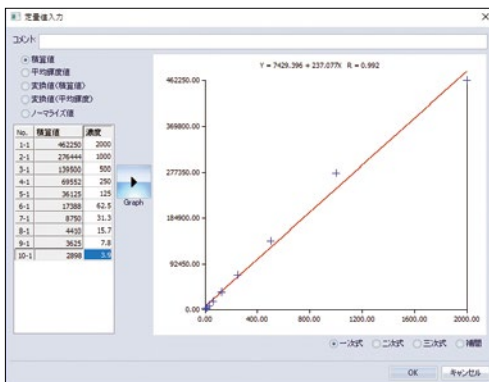 定量値入力
コメント
積算値
平均輝度値
変換値(積算値)
変換値(平均輝度)
ノーマライズ値
No. 積算値 濃度
1-1 462250 2000
2-1 276444 1000
3-1 139500 500
4-1 69552 250
5-1 36125 125
6-1 17388 62.5
7-1 8750 31.3
8-1 4410 15.7
9-1 3625 7.8
10-1 2898 3.9
Graph
Y = 7429.396 + 237.077X R = 0.992
462250.00
369800.00
277350.00
184900.00
92450.00
0.00
0.00 400.00 800.00 1200.00 1600.00 2000.00
一次式 二次式 三次式 補間
OK キャンセル